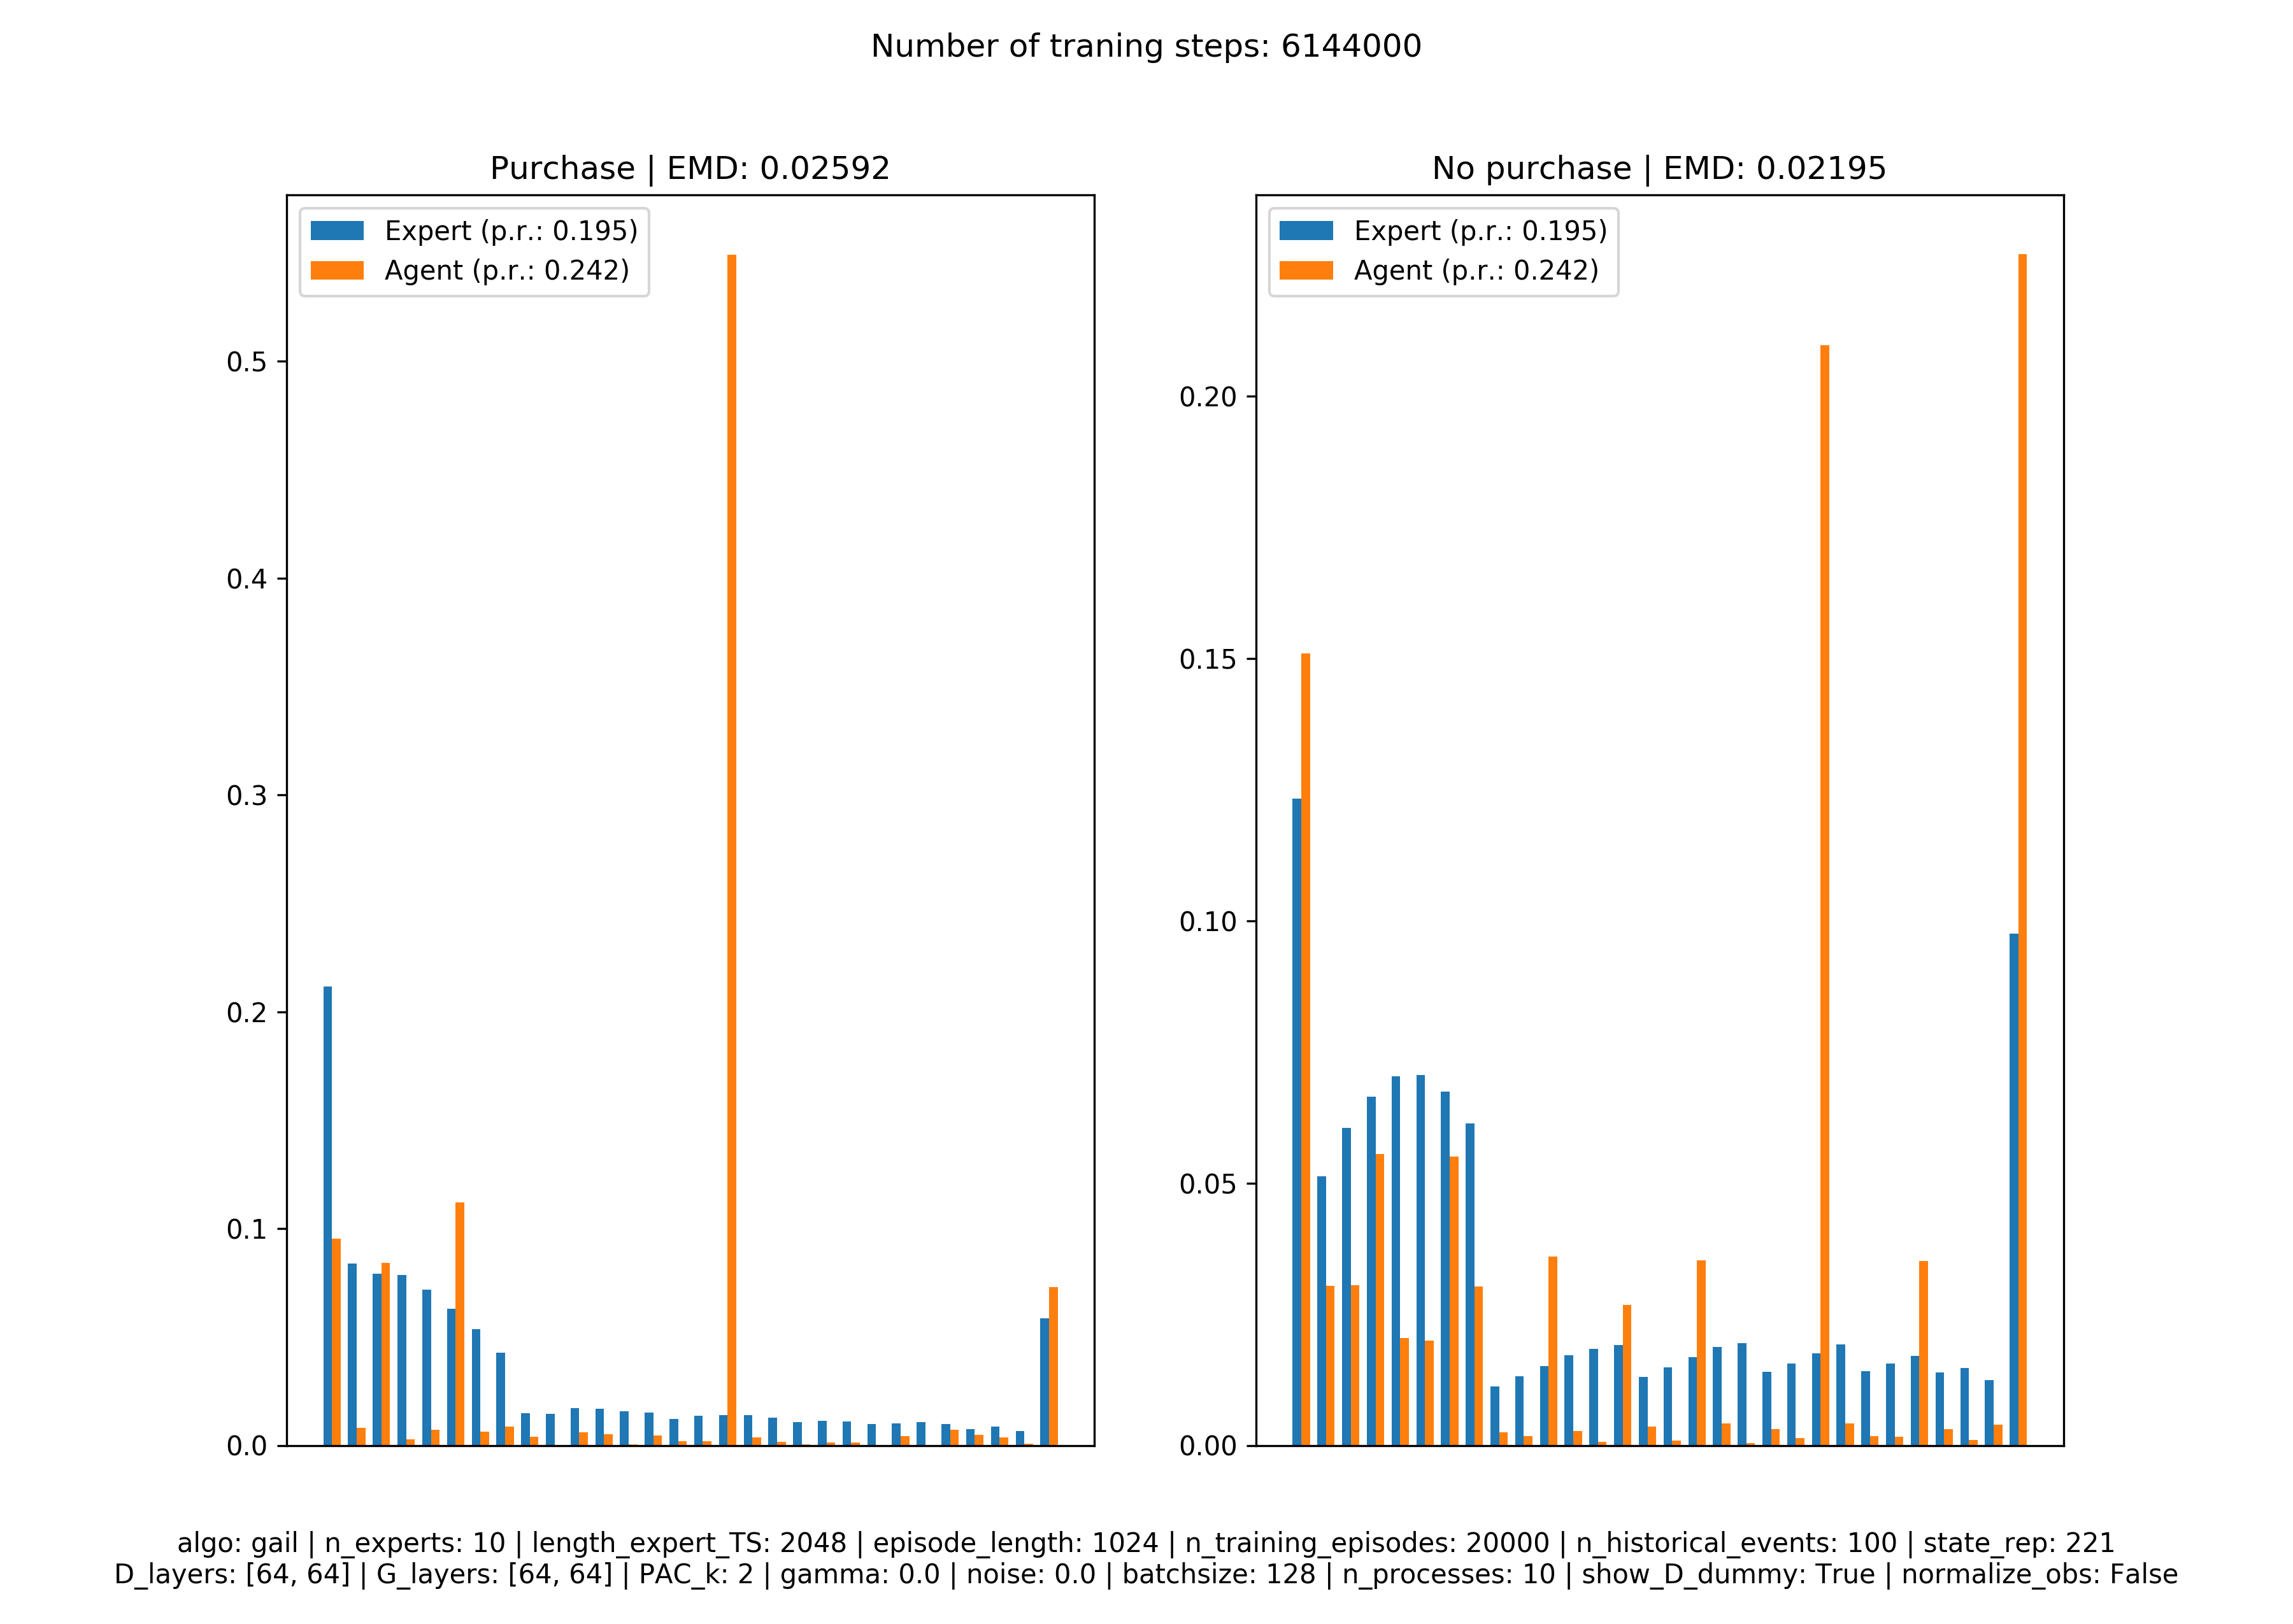 Number of traning steps: 6144000
Purchase | EMD: 0.02592
Expert (p.r.: 0.195)
Agent (p.r.: 0.242)
0.5
0.4
0.3
0.2
0.1
0.0
No purchase | EMD: 0.02195
Expert (p.r.: 0.195)
Agent (p.r.: 0.242)
0.20
0.15
0.10
0.05
0.00
algo: gail | n_experts: 10 | length_expert_TS: 2048 | episode_length: 1024 | n_training_episodes: 20000 | n_historical_events: 100 | state_rep: 221
D_layers: [64, 64] | G_layers: [64, 64] | PAC_k: 2 | gamma: 0.0 | noise: 0.0 | batchsize: 128 | n_processes: 10 | show_D_dummy: True | normalize_obs: False